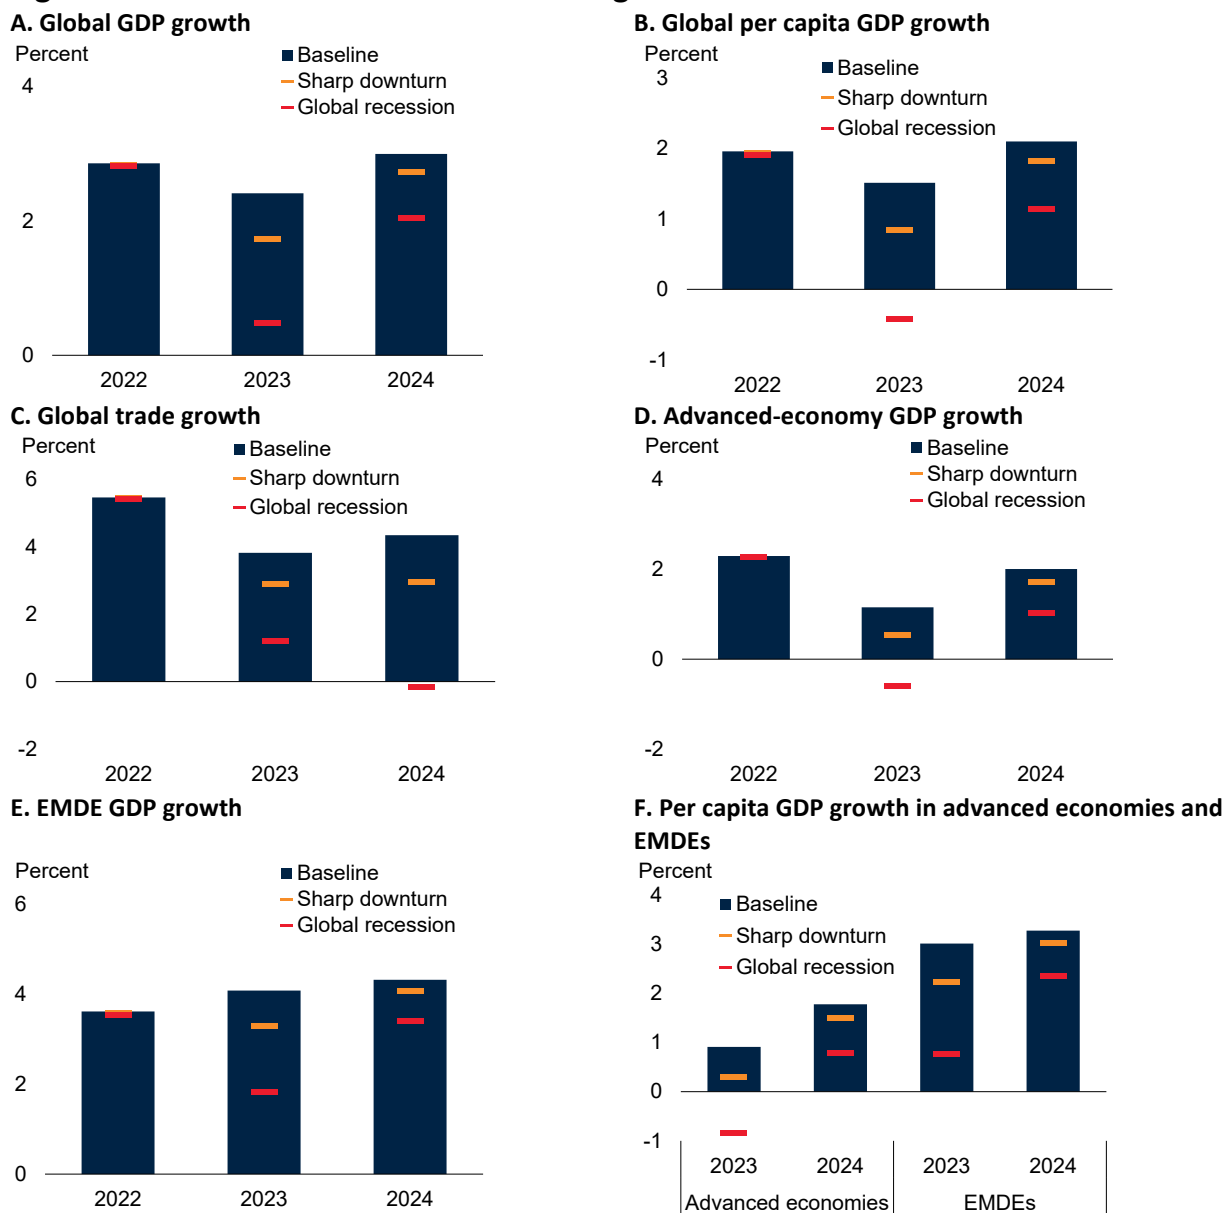 A. Global GDP growth
Percent
Baseline
Sharp downturn
Global recession
4
2
0
2022 2023 2024
B. Global per capita GDP growth
Percent
Baseline
Sharp downturn
Global recession
3
2
1
0
-1
2022 2023 2024
C. Global trade growth
Percent
Baseline
Sharp downturn
Global recession
6
4
2
0
-2
2022 2023 2024
D. Advanced-economy GDP growth
Percent
Baseline
Sharp downturn
Global recession
4
2
0
-2
2022 2023 2024
E. EMDE GDP growth
Percent
Baseline
Sharp downturn
Global recession
6
4
2
0
2022 2023 2024
F. Per capita GDP growth in advanced economies and
EMDEs
Percent
Baseline
Sharp downturn
Global recession
4
3
2
1
0
-1
2023 2024 2023 2024
Advanced economies EMDEs